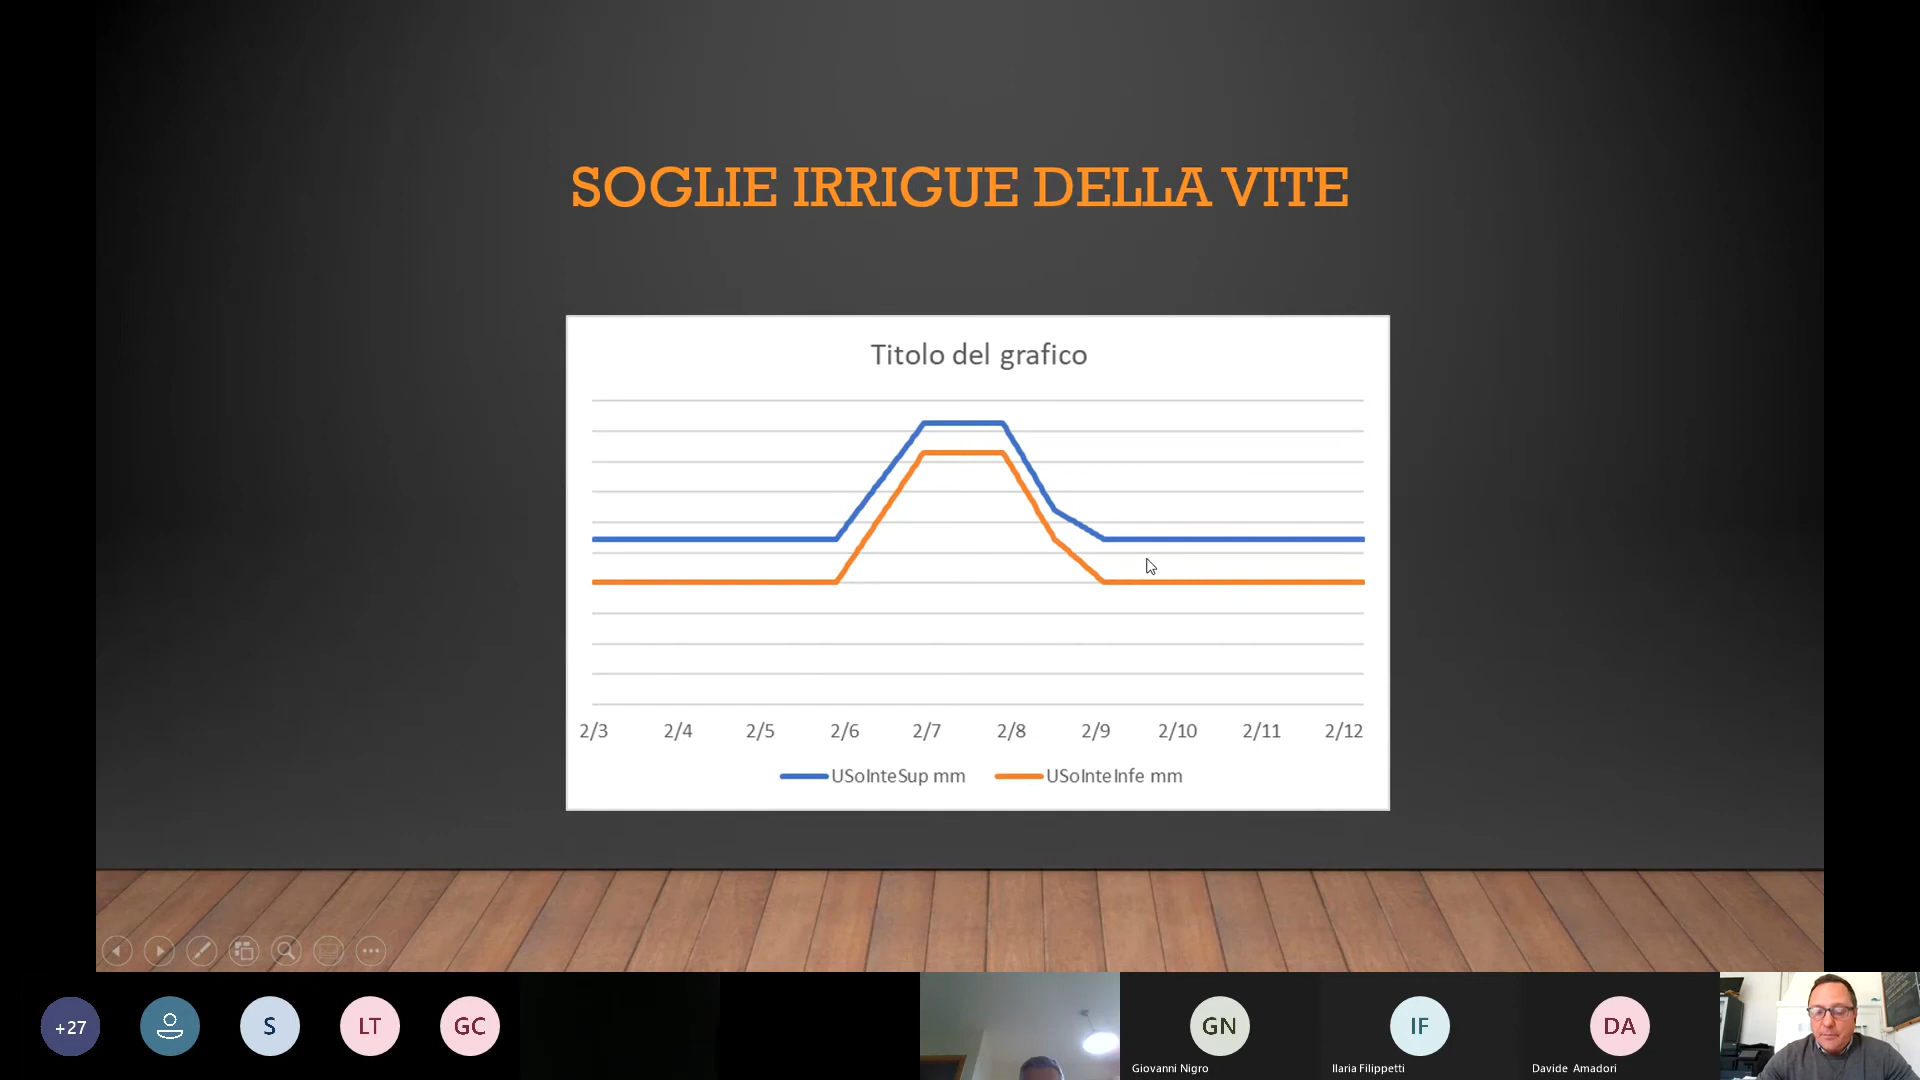 SOGLIE IRRIGUE DELLA VITE
Titolo del grafico
2/3 2/4 2/5 2/6 2/7 2/8 2/9 2/10 2/11 2/12
USoInteSup mm USoInteInfe mm
+27 S LT GC GN IF DA
Giovanni Nigro Ilaria Filippetti Davide Amadori